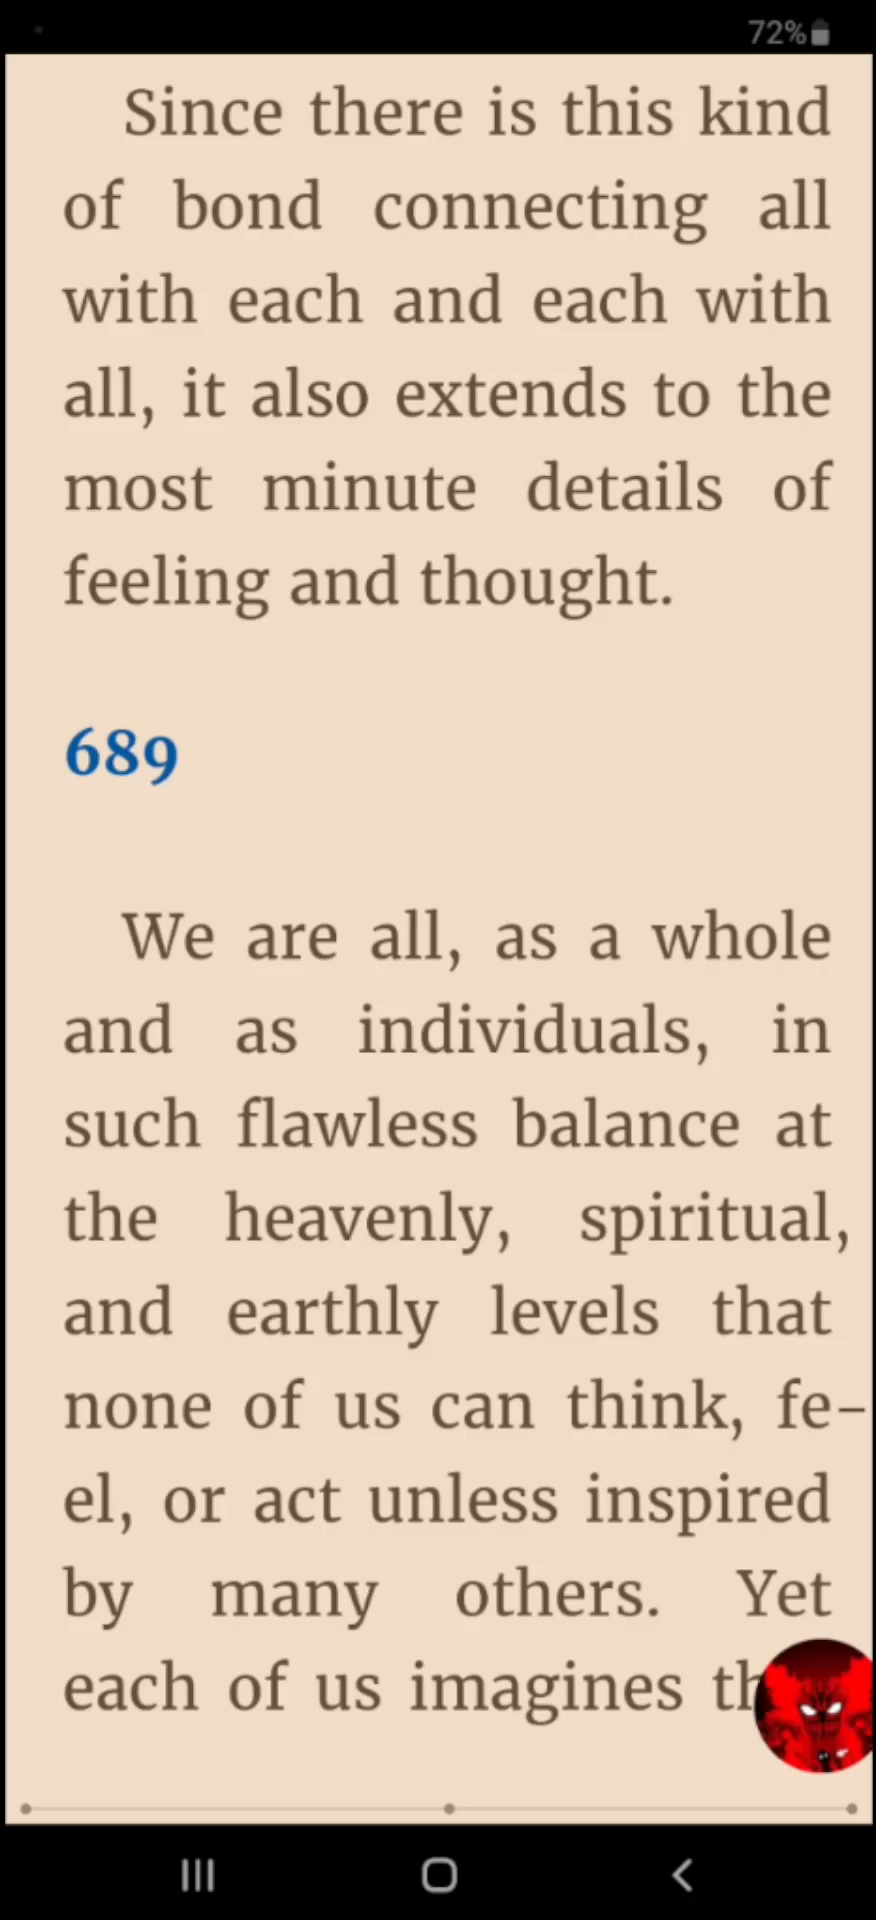 72%
Since there is this kind
of bond connecting all
with each and each with
all, it also extends to the
most minute details of
feeling and thought.
689
We are all, as a whole
and as individuals, in
such flawless balance at
the heavenly, spiritual,
and earthly levels that
none of us can think, fe-
el, or act unless inspired
by many others. Yet
each of us imagines